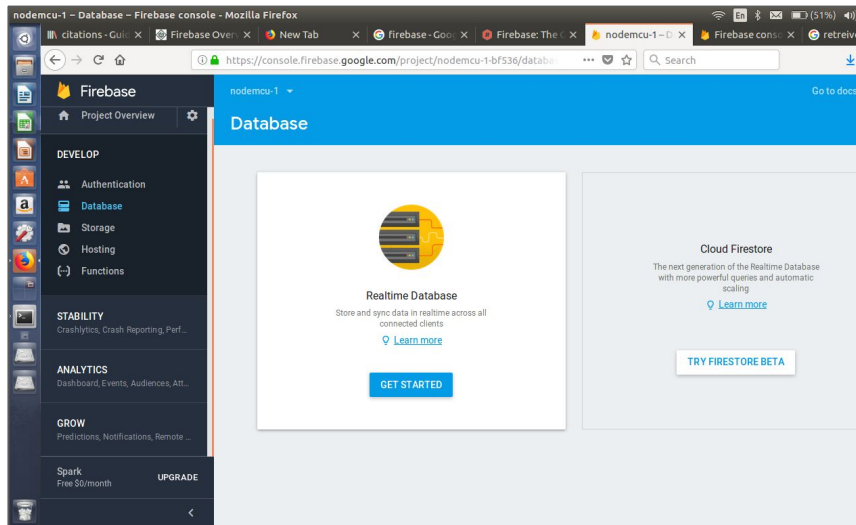 nodemcu-1 – Database – Firebase console - Mozilla Firefox
En
(51%)
citations - Guid
Firebase Over
New Tab
firebase - Goog
Firebase: The C
nodemcu-1 – D
Firebase conso
retreive
https://console.firebase.google.com/project/nodemcu-1-bf536/databa
Search
Firebase
nodemcu-1
Go to docs
Project Overview
Database
DEVELOP
Authentication
Database
Storage
Hosting
Functions
STABILITY
Crashlytics, Crash Reporting, Perf...
ANALYTICS
Dashboard, Events, Audiences, Att...
GROW
Predictions, Notifications, Remote ...
Spark
Free $0/month
UPGRADE
Realtime Database
Store and sync data in realtime across all
connected clients
Learn more
GET STARTED
Cloud Firestore
The next generation of the Realtime Database
with more powerful queries and automatic
scaling
Learn more
TRY FIRESTORE BETA